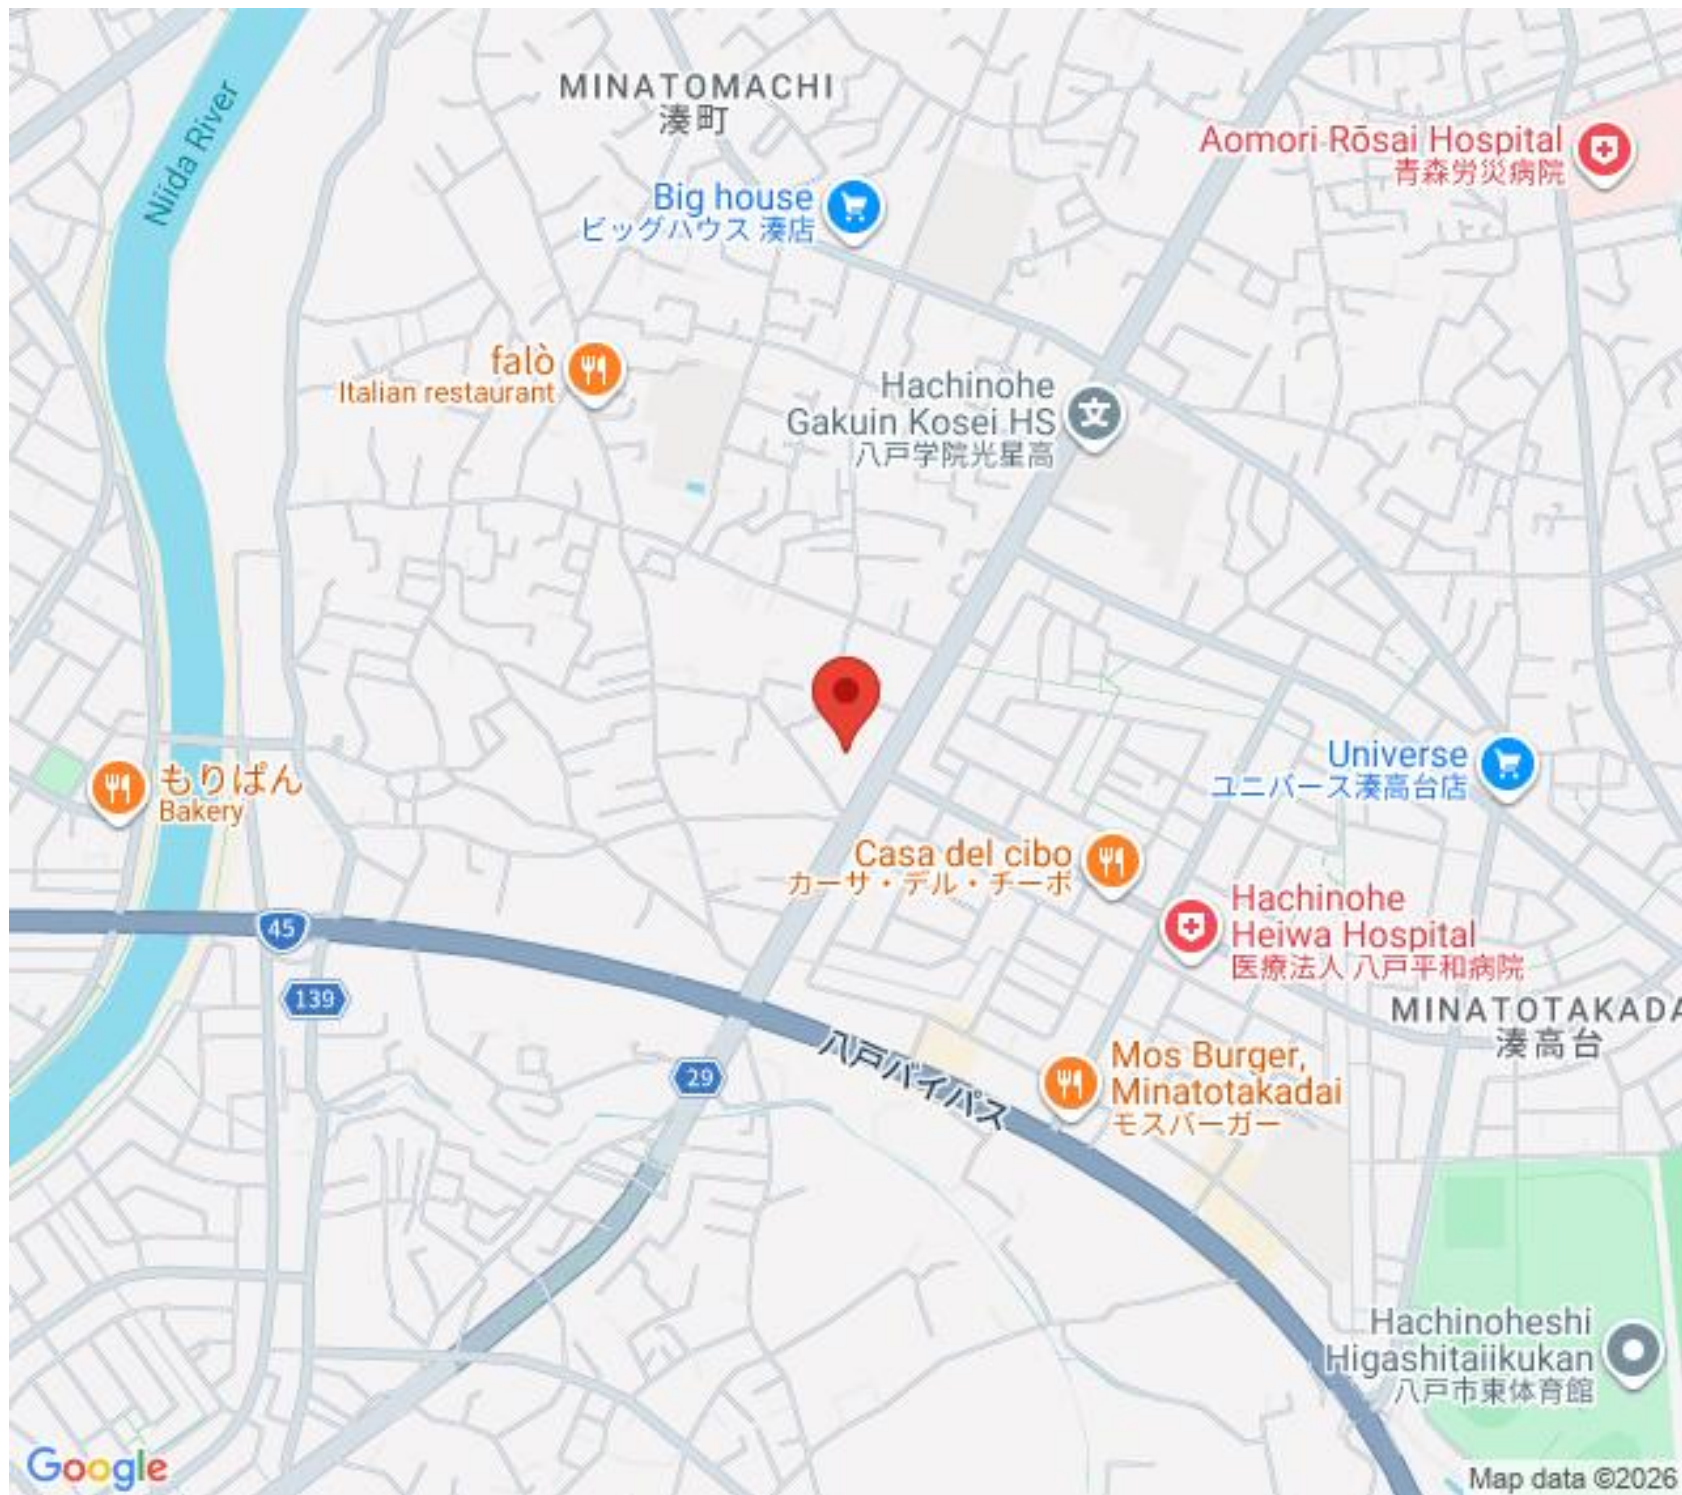 MINATOMACHI
湊町
Niida River
Aomori Rōsai Hospital
青森労災病院
Big house
ビッグハウス 湊店
falò
Italian restaurant
Hachinohe
Gakuin Kosei HS
八戸学院光星高
もりぱん
Bakery
Universe
ユニバース湊高台店
Casa del cibo
カーサ・デル・チーボ
Hachinohe
Heiwa Hospital
医療法人 八戸平和病院
45
139
MINATOTAKADA
湊高台
八戸バイパス
29
Mos Burger,
Minatotakadai
モスバーガー
Hachinoheshi
Higashitaiikukan
八戸市東体育館
Google
Map data ©2026